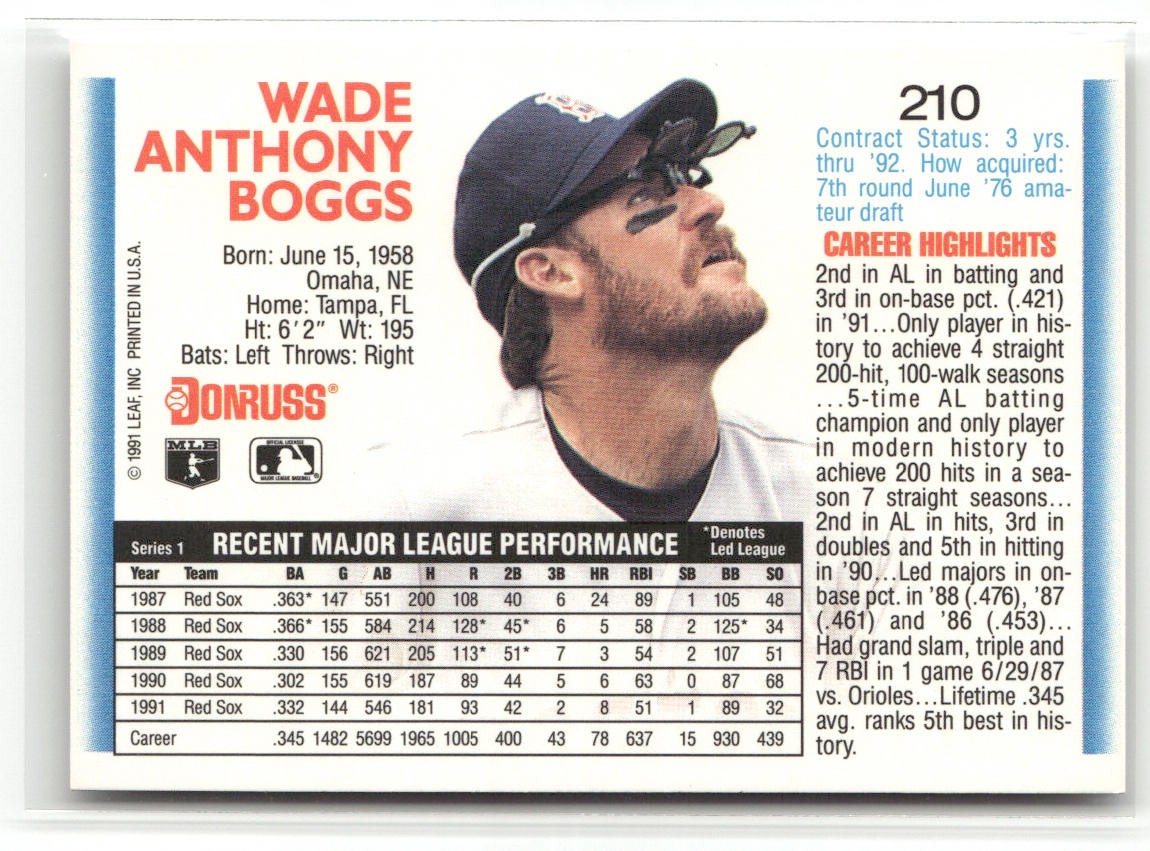 WADE
ANTHONY
BOGGS
Born: June 15, 1958
Omaha, NE
Home: Tampa, FL
Ht: 6'2" Wt: 195
Bats: Left Throws: Right
DONRUSS®
MLB
OFFICIAL LICENSEE
MAJOR LEAGUE BASEBALL
© 1991 LEAF, INC PRINTED IN U.S.A.
210
Contract Status: 3 yrs.
thru '92. How acquired:
7th round June '76 ama-
teur draft
CAREER HIGHLIGHTS
2nd in AL in batting and
3rd in on-base pct. (.421)
in '91...Only player in his-
tory to achieve 4 straight
200-hit, 100-walk seasons
...5-time AL batting
champion and only player
in modern history to
achieve 200 hits in a sea-
son 7 straight seasons...
2nd in AL in hits, 3rd in
doubles and 5th in hitting
in '90...Led majors in on-
base pct. in '88 (.476), '87
(.461) and '86 (.453)...
Had grand slam, triple and
7 RBI in 1 game 6/29/87
vs. Orioles...Lifetime .345
avg. ranks 5th best in his-
tory.
Series 1 RECENT MAJOR LEAGUE PERFORMANCE *Denotes
Led League
Year Team BA G AB H R 2B 3B HR RBI SB BB SO
1987 Red Sox .363* 147 551 200 108 40 6 24 89 1 105 48
1988 Red Sox .366* 155 584 214 128* 45* 6 5 58 2 125* 34
1989 Red Sox .330 156 621 205 113* 51* 7 3 54 2 107 51
1990 Red Sox .302 155 619 187 89 44 5 6 63 0 87 68
1991 Red Sox .332 144 546 181 93 42 2 8 51 1 89 32
Career .345 1482 5699 1965 1005 400 43 78 637 15 930 439